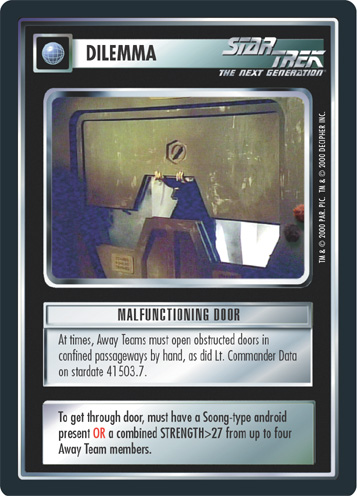 DILEMMA
STAR TREK
THE NEXT GENERATION
TM & © 2000 PAR. PIC. TM & © 2000 DECIPHER INC.
MALFUNCTIONING DOOR
At times, Away Teams must open obstructed doors in
confined passageways by hand, as did Lt. Commander Data
on stardate 41503.7.
To get through door, must have a Soong-type android
present OR a combined STRENGTH>27 from up to four
Away Team members.